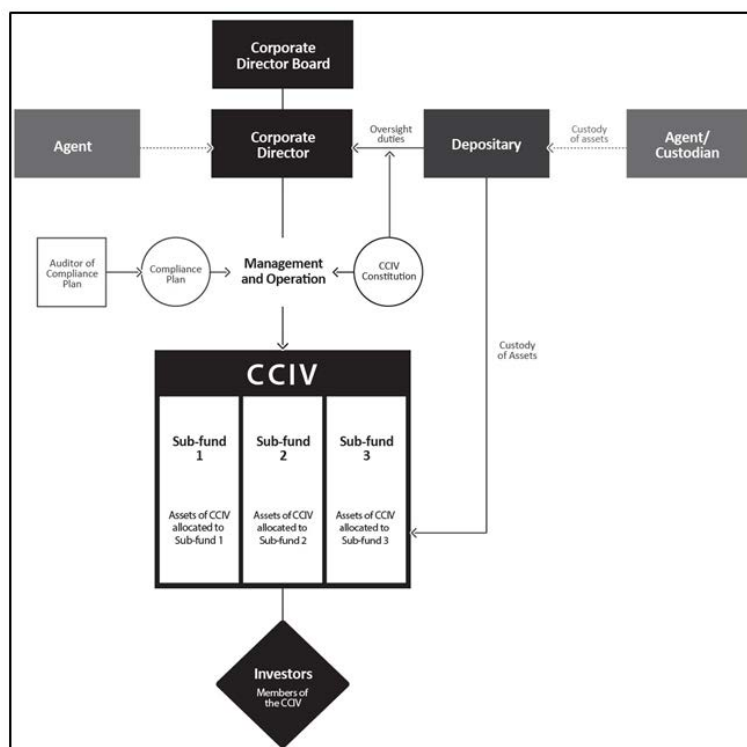 Corporate
Director Board
Agent
Corporate
Director
Oversight
duties
Depositary
Custody
of assets
Agent/
Custodian
Auditor of
Compliance
Plan
Compliance
Plan
Management
and Operation
CCIV
Constitution
Custody
of Assets
CCIV
Sub-fund
1
Assets of CCIV
allocated to
Sub-fund 1
Sub-fund
2
Assets of CCIV
allocated to
Sub-fund 2
Sub-fund
3
Assets of CCIV
allocated to
Sub-fund 3
Investors
Members of
the CCIV